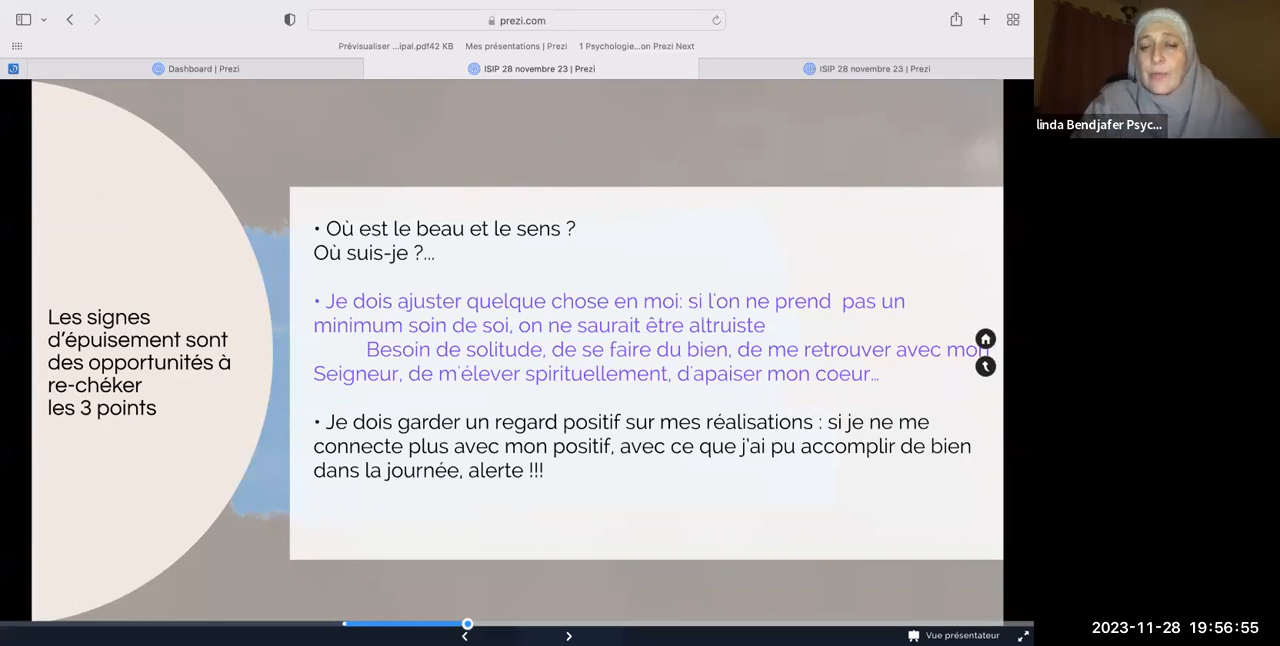 prezi.com
Prévisualiser ...ipal.pdf42 KB Mes présentations | Prezi 1 Psychologie...on Prezi Next
Dashboard | Prezi ISIP 28 novembre 23 | Prezi ISIP 28 novembre 23 | Prezi
linda Bendjafer Psyc...
Les signes
d'épuisement sont
des opportunités à
re-chéker
les 3 points
• Où est le beau et le sens ?
Où suis-je ?...
• Je dois ajuster quelque chose en moi: si l'on ne prend pas un
minimum soin de soi, on ne saurait être altruiste
Besoin de solitude, de se faire du bien, de me retrouver avec mon
Seigneur, de m'élever spirituellement, d'apaiser mon coeur...
• Je dois garder un regard positif sur mes réalisations : si je ne me
connecte plus avec mon positif, avec ce que j'ai pu accomplir de bien
dans la journée, alerte !!!
Vue présentateur
2023-11-28 19:56:55